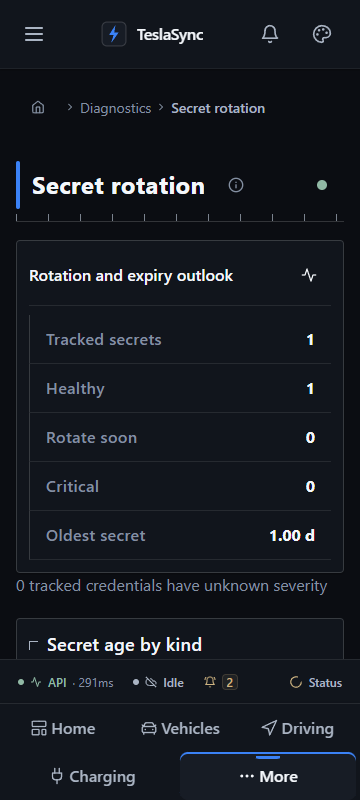 TeslaSync
Diagnostics Secret rotation
Secret rotation
Rotation and expiry outlook
Tracked secrets 1
Healthy 1
Rotate soon 0
Critical 0
Oldest secret 1.00 d
0 tracked credentials have unknown severity
Secret age by kind
API · 291ms Idle 2 Status
Home Vehicles Driving
Charging More